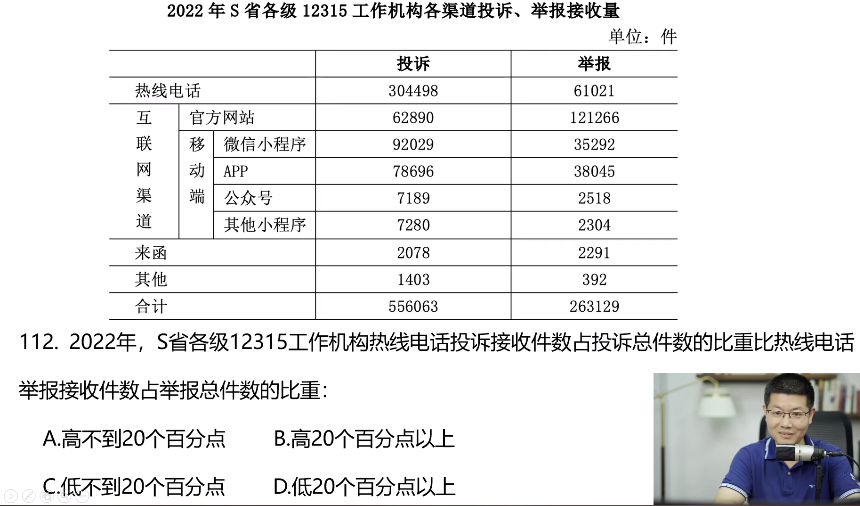 2022 年 S 省各级 12315 工作机构各渠道投诉、举报接收量
单位：件
投诉 举报
热线电话 304498 61021
互联网渠道 官方网站 62890 121266
移动端 微信小程序 92029 35292
APP 78696 38045
公众号 7189 2518
其他小程序 7280 2304
来函 2078 2291
其他 1403 392
合计 556063 263129
112. 2022年，S省各级12315工作机构热线电话投诉接收件数占投诉总件数的比重比热线电话
举报接收件数占举报总件数的比重：
A.高不到20个百分点 B.高20个百分点以上
C.低不到20个百分点 D.低20个百分点以上